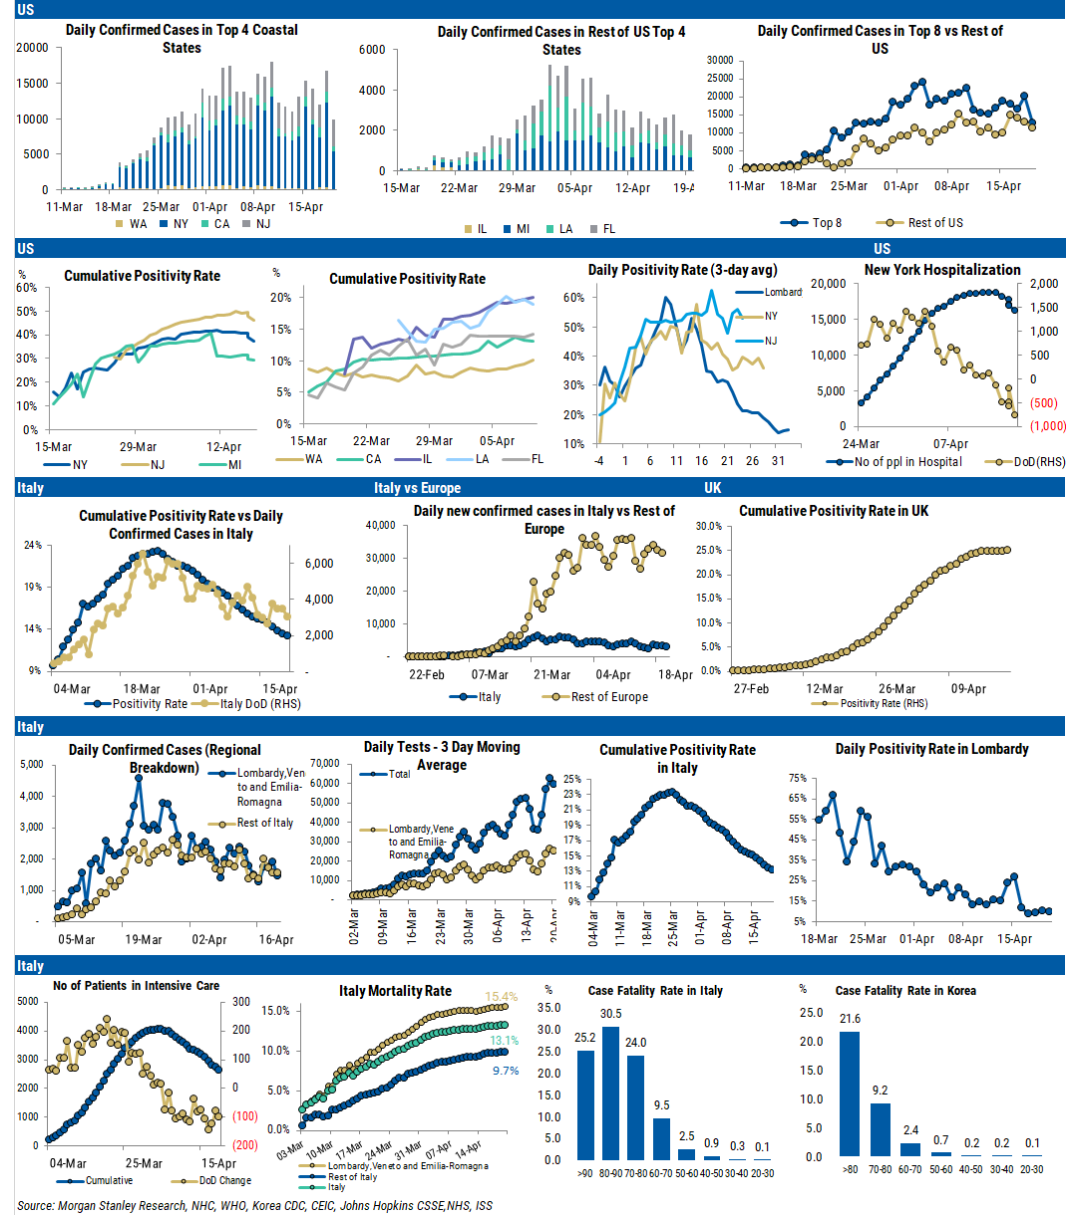 US
Daily Confirmed Cases in Top 4 Coastal
States
20000
15000
10000
5000
0
11-Mar 18-Mar 25-Mar 01-Apr 08-Apr 15-Apr
WA NY CA NJ
Daily Confirmed Cases in Rest of US Top 4
States
6000
4000
2000
0
15-Mar 22-Mar 29-Mar 05-Apr 12-Apr 19-A
IL MI LA FL
Daily Confirmed Cases in Top 8 vs Rest of
US
30000
25000
20000
15000
10000
5000
0
11-Mar 18-Mar 25-Mar 01-Apr 08-Apr 15-Apr
Top 8 Rest of US
US US
%
Cumulative Positivity Rate
60%
50%
40%
30%
20%
10%
0%
15-Mar 29-Mar 12-Apr
NY NJ MI
%
Cumulative Positivity Rate
20%
15%
10%
5%
0%
15-Mar 22-Mar 29-Mar 05-Apr
WA CA IL LA FL
Daily Positivity Rate (3-day avg)
60%
50%
40%
30%
20%
10%
-4 1 6 11 16 21 26 31
Lombard
NY
NJ
New York Hospitalization
20,000
15,000
10,000
5,000
0
2,000
1,500
1,000
500
0
(500)
(1,000)
24-Mar 07-Apr
No of ppl in Hospital DoD(RHS)
Italy Italy vs Europe UK
Cumulative Positivity Rate vs Daily
Confirmed Cases in Italy
24%
19%
14%
9%
6,000
4,000
2,000
-
04-Mar 18-Mar 01-Apr 15-Apr
Positivity Rate Italy DoD (RHS)
Daily new confirmed cases in Italy vs Rest of
Europe
40,000
30,000
20,000
10,000
-
22-Feb 07-Mar 21-Mar 04-Apr 18-Apr
Italy Rest of Europe
Cumulative Positivity Rate in UK
30.0%
25.0%
20.0%
15.0%
10.0%
5.0%
0.0%
27-Feb 12-Mar 26-Mar 09-Apr
Positivity Rate (RHS)
Italy
Daily Confirmed Cases (Regional
Breakdown)
5,000
4,000
3,000
2,000
1,000
-
Lombardy,Ven
to and Emilia-
Romagna
Rest of Italy
05-Mar 19-Mar 02-Apr 16-Apr
Daily Tests - 3 Day Moving
Average
70,000
60,000
50,000
40,000
30,000
20,000
10,000
-
Total
Lombardy,Vene
to and Emilia-
Romagna
02-Mar 09-Mar 16-Mar 23-Mar 30-Mar 06-Apr 13-Apr 20-Apr
Cumulative Positivity Rate
in Italy
25%
23%
21%
19%
17%
15%
13%
11%
9%
04-Mar 11-Mar 18-Mar 25-Mar 01-Apr 08-Apr 15-Apr
Daily Positivity Rate in Lombardy
75%
65%
55%
45%
35%
25%
15%
5%
18-Mar 25-Mar 01-Apr 08-Apr 15-Apr
Italy
No of Patients in Intensive Care
5000
4000
3000
2000
1000
0
300
200
100
0
(100)
(200)
04-Mar 25-Mar 15-Apr
Cumulative DoD Change
Italy Mortality Rate
15.0%
10.0%
5.0%
0.0%
15.4%
13.1%
9.7%
03-Mar 10-Mar 17-Mar 24-Mar 31-Mar 07-Apr 14-Apr
Lombardy,Veneto and Emilia-Romagna
Rest of Italy
Italy
%
Case Fatality Rate in Italy
35.0
30.0
25.0
20.0
15.0
10.0
5.0
0.0
25.2 30.5 24.0 9.5 2.5 0.9 0.3 0.1
>90 80-90 70-80 60-70 50-60 40-50 30-40 20-30
%
Case Fatality Rate in Korea
25.0
20.0
15.0
10.0
5.0
0.0
21.6 9.2 2.4 0.7 0.2 0.2 0.1
>80 70-80 60-70 50-60 40-50 30-40 20-30
Source: Morgan Stanley Research, NHC, WHO, Korea CDC, CEIC, Johns Hopkins CSSE,NHS, ISS